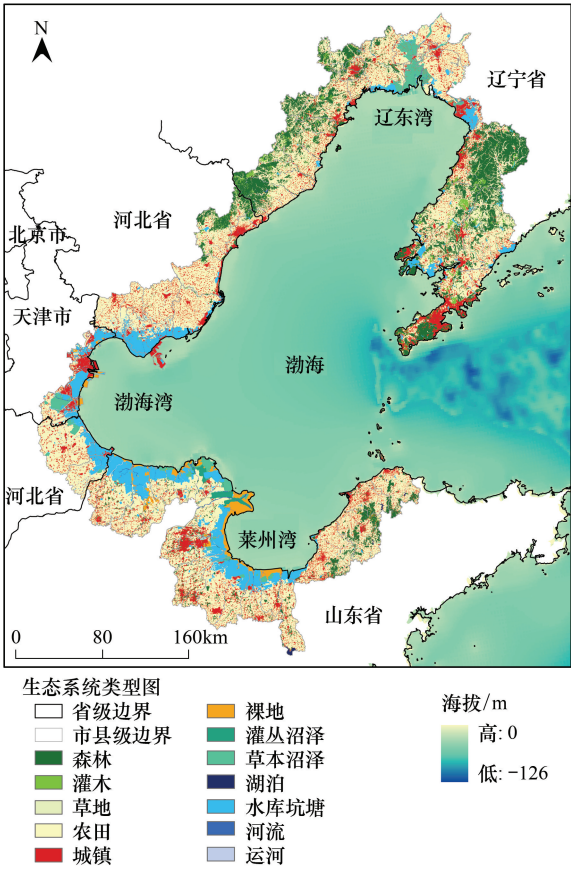 N
辽宁省
辽东湾
河北省
北京市
天津市
渤海
渤海湾
河北省
莱州湾
山东省
0 80 160km
生态系统类型图
省级边界
市县级边界
森林
灌木
草地
农田
城镇
裸地
灌丛沼泽
草本沼泽
湖泊
水库坑塘
河流
运河
海拔/m
高: 0
低: -126